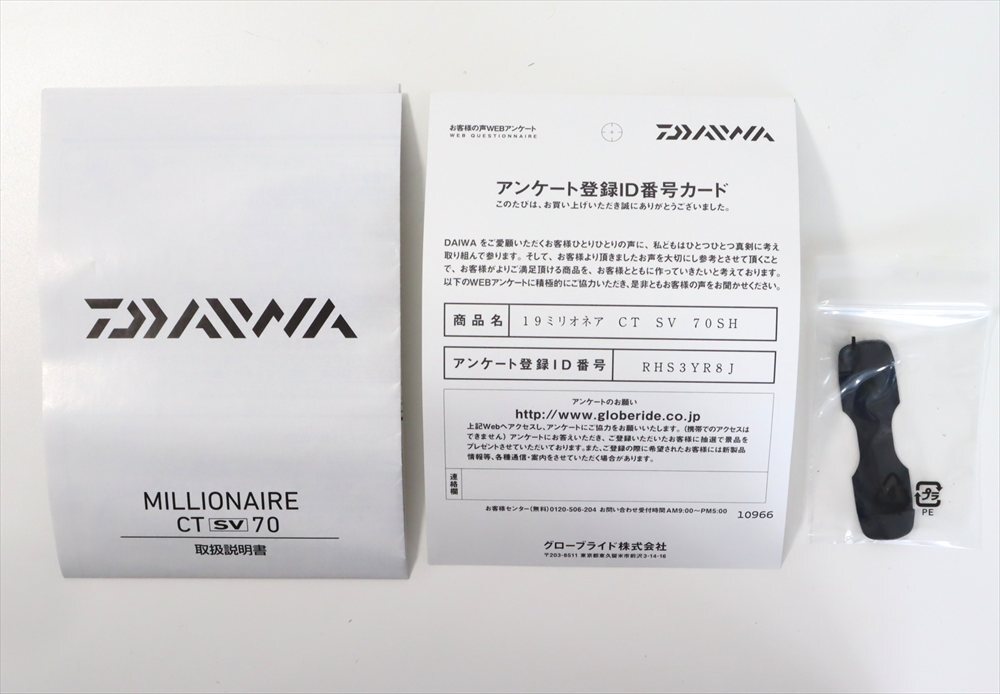 DAIWA
MILLIONAIRE
CT SV 70
取扱説明書
お客様の声WEBアンケート
WEB QUESTIONNAIRE
DAIWA
アンケート登録ID番号カード
このたびは、お買い上げいただき誠にありがとうございました。
DAIWA をご愛顧いただくお客様ひとりひとりの声に、私どもはひとつひとつ真剣に考え
取り組んで参ります。そして、お客様より頂きましたお声を大切にし参考とさせて頂くこと
で、お客様がよりご満足頂ける商品を、お客様とともに作っていきたいと考えております。
以下のWEBアンケートに積極的にご協力いただき、是非ともお客様の声をお聞かせください。
商品名 19ミリオネア CT SV 70SH
アンケート登録ID番号 RHS3YR8J
アンケートのお願い
http://www.globeride.co.jp
上記Webへアクセスし、アンケートにご協力をお願いいたします。(携帯でのアクセスは
できません)アンケートにお答えいただき、ご登録いただいたお客様に抽選で景品を
プレゼントさせていただいております。また、ご登録の際に希望されたお客様には新製品
情報等、各種通信・案内をさせていただく場合があります。
連絡欄
お客様センター(無料)0120-506-204 お問い合わせ受付時間AM9:00～PM5:00
10966
グローブライド株式会社
〒203-8511 東京都東久留米市前沢3-14-16
プラ
PE